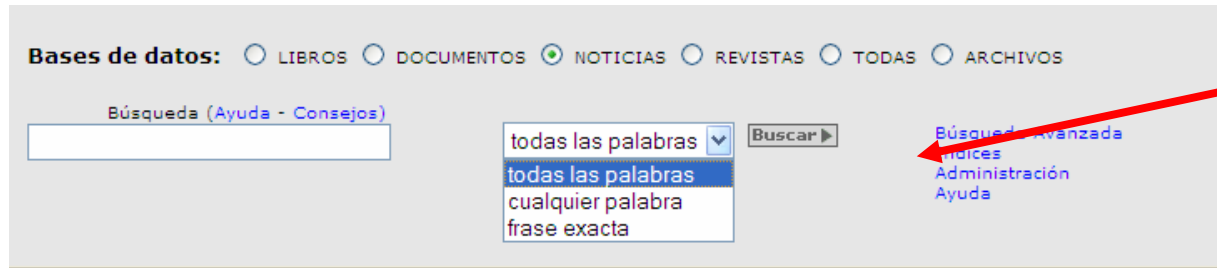 Bases de datos: LIBROS DOCUMENTOS NOTICIAS REVISTAS TODAS ARCHIVOS
Búsqueda (Ayuda - Consejos)
todas las palabras Buscar
todas las palabras
cualquier palabra
frase exacta
Búsqueda Avanzada
Índices
Administración
Ayuda